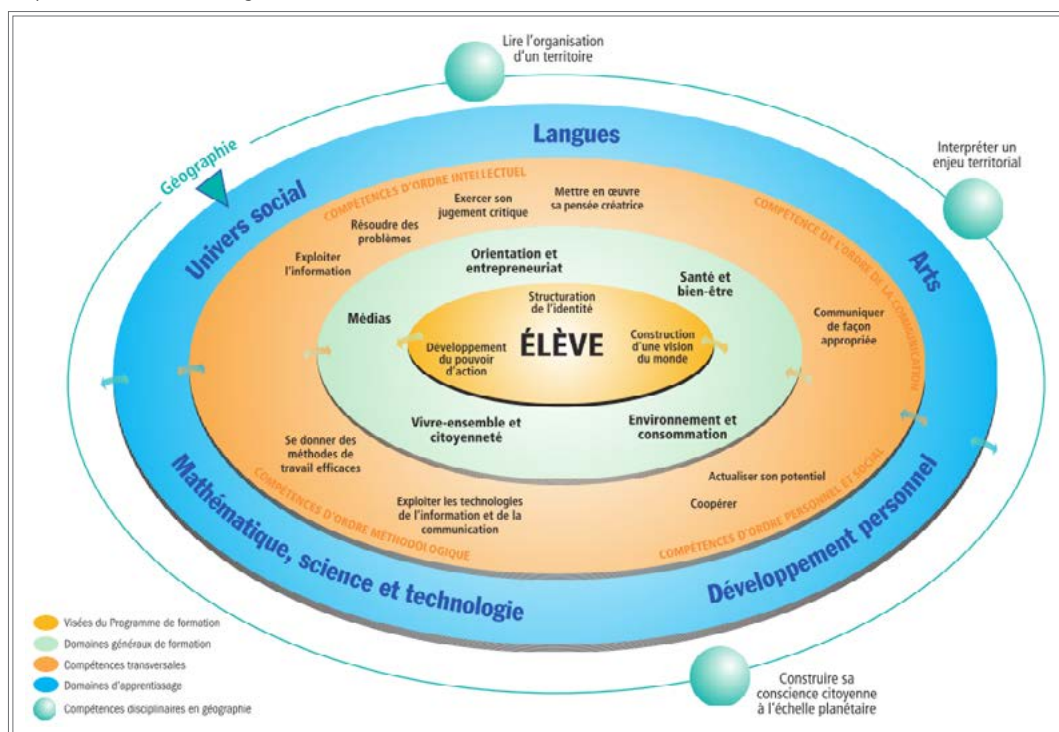 Lire l'organisation
d'un territoire
Interpréter un
enjeu territorial
Géographie
Langues
Univers social
Arts
COMPÉTENCES D'ORDRE INTELLECTUEL
COMPÉTENCE DE L'ORDRE DE LA COMMUNICATION
Exercer son
jugement critique
Mettre en œuvre
sa pensée créatrice
Résoudre des
problèmes
Exploiter
l'information
Communiquer
de façon
appropriée
Orientation et
entrepreneuriat
Santé et
bien-être
Médias
Structuration
de l'identité
ÉLÈVE
Développement
du pouvoir
d'action
Construction
d'une vision
du monde
Vivre-ensemble et
citoyenneté
Environnement et
consommation
Se donner des
méthodes de
travail efficaces
Exploiter les technologies
de l'information et de la
communication
Actualiser son potentiel
Coopérer
COMPÉTENCES D'ORDRE MÉTHODOLOGIQUE
COMPÉTENCES D'ORDRE PERSONNEL ET SOCIAL
Mathématique, science et technologie
Développement personnel
Visées du Programme de formation
Domaines généraux de formation
Compétences transversales
Domaines d'apprentissage
Compétences disciplinaires en géographie
Construire sa
conscience citoyenne
à l'échelle planétaire